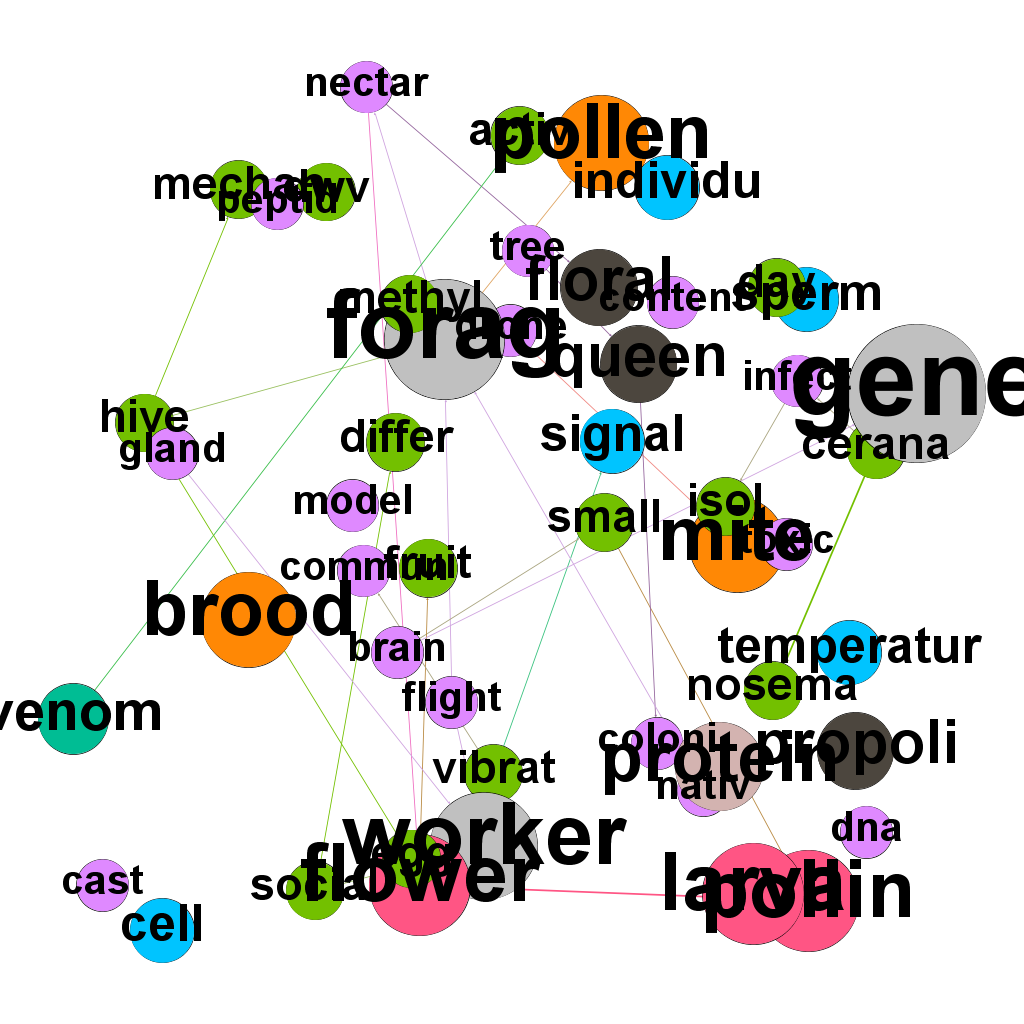 nectar
activ
pollen
mechan
peptid
dwv
individu
tree
floral
day
methyl
content
sperm
forag
queen
infect
gene
hive
differ
signal
cerana
gland
model
small
isol
mite
toxic
commun
fruit
brood
brain
temperatur
flight
nosema
venom
coloni
propoli
protein
vibrat
nativ
worker
dna
egg
cast
social
flower
larva
pollin
cell